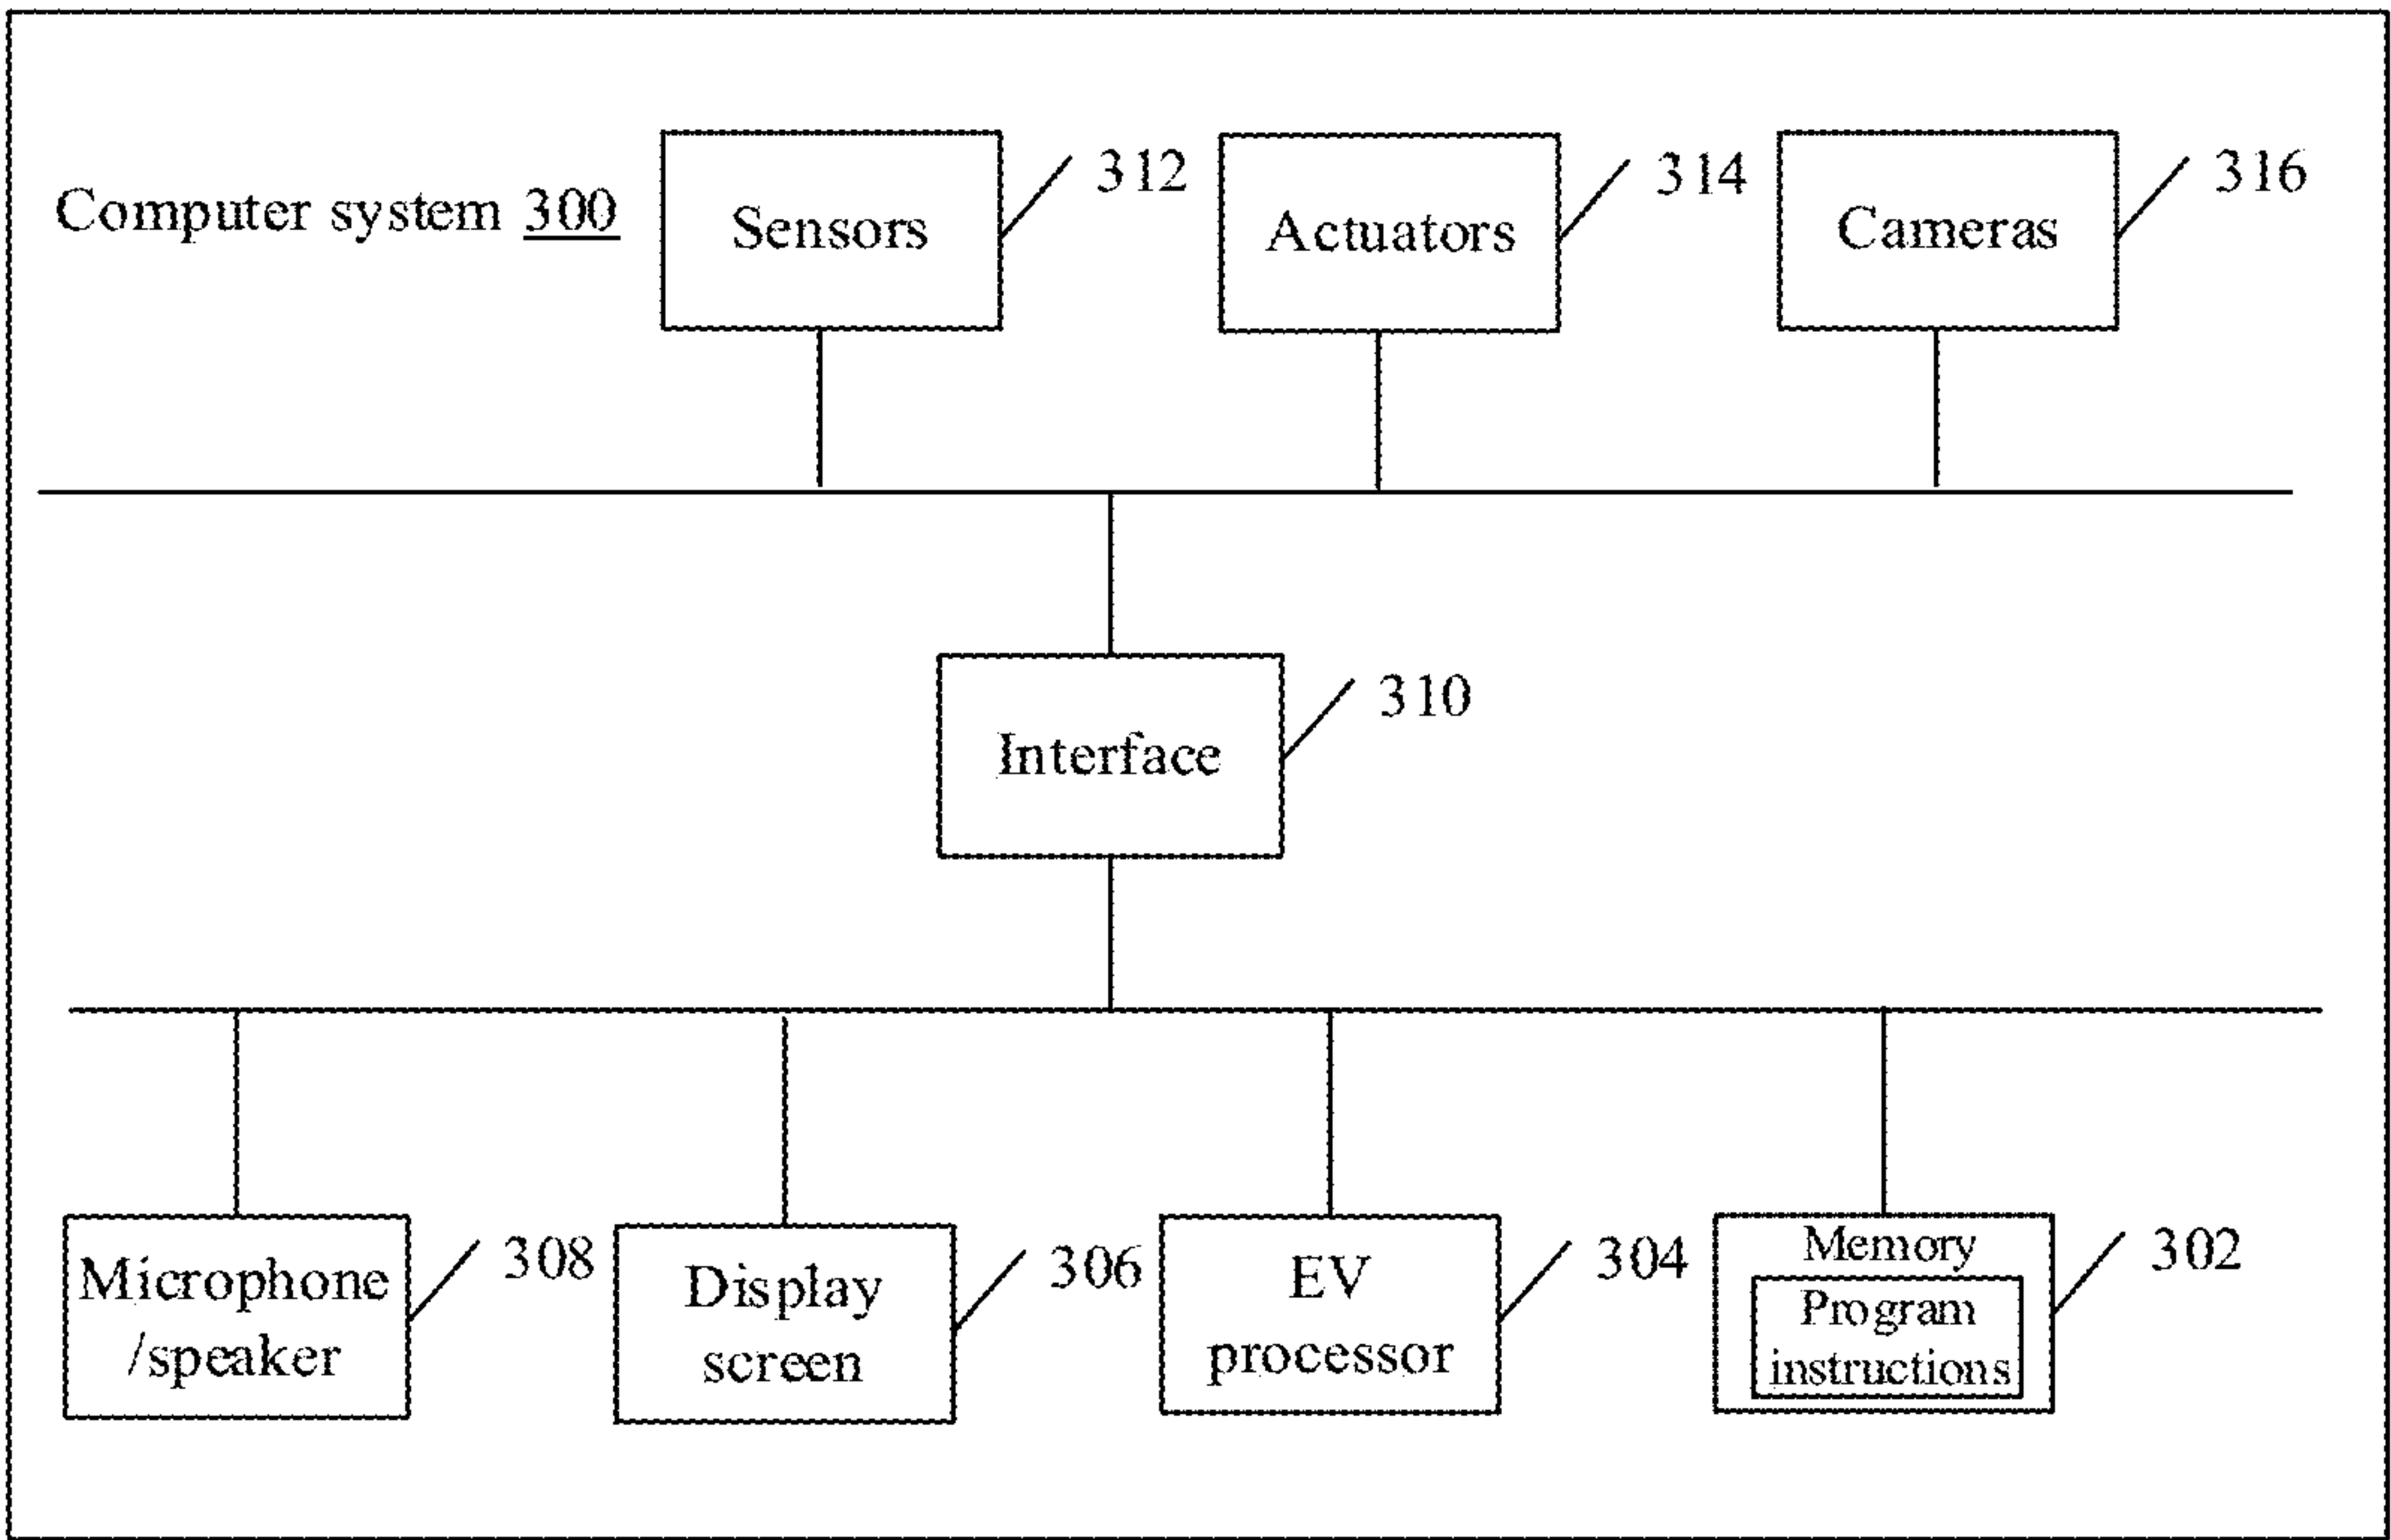 Computer system 300
Sensors
312
Actuators
314
Cameras
316
Interface
310
Microphone
/speaker
308
Display
screen
306
EV
processor
304
Memory
Program
instructions
302